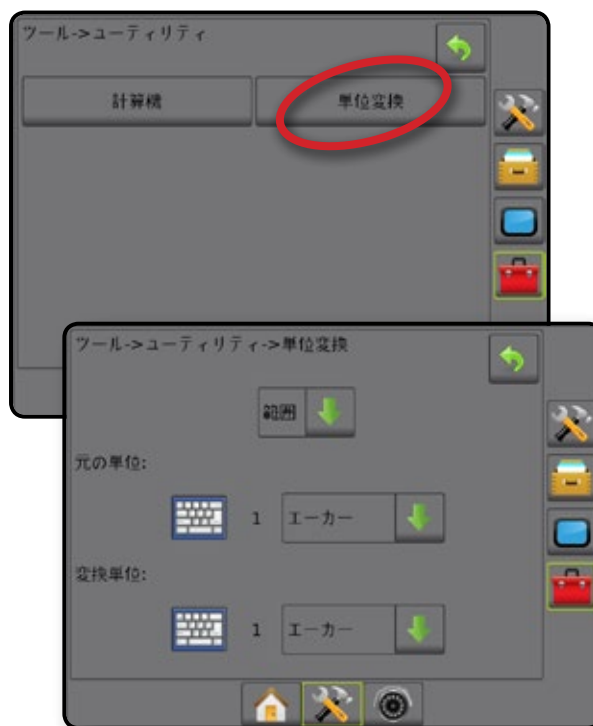 ツール->ユーティリティ
計算機 単位変換
ツール->ユーティリティ->単位変換
範囲
元の単位:
1 エーカー
変換単位:
1 エーカー